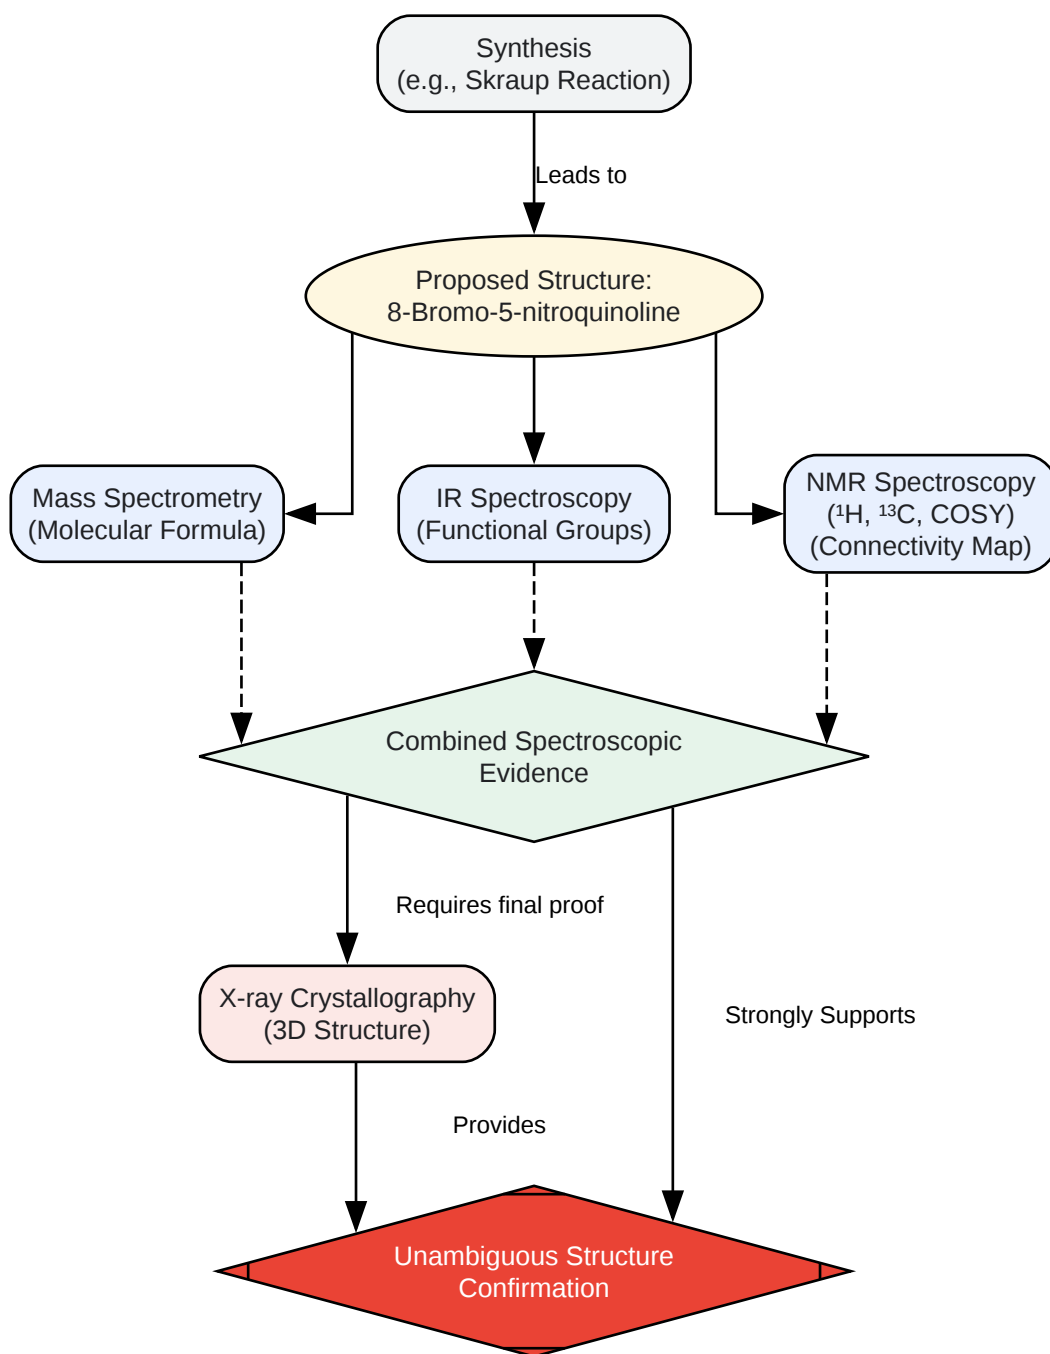 Synthesis
(e.g., Skraup Reaction)
Leads to
Proposed Structure:
8-Bromo-5-nitroquinoline
Mass Spectrometry
(Molecular Formula)
IR Spectroscopy
(Functional Groups)
NMR Spectroscopy
(¹H, ¹³C, COSY)
(Connectivity Map)
Combined Spectroscopic
Evidence
Requires final proof
X-ray Crystallography
(3D Structure)
Strongly Supports
Provides
Unambiguous Structure
Confirmation